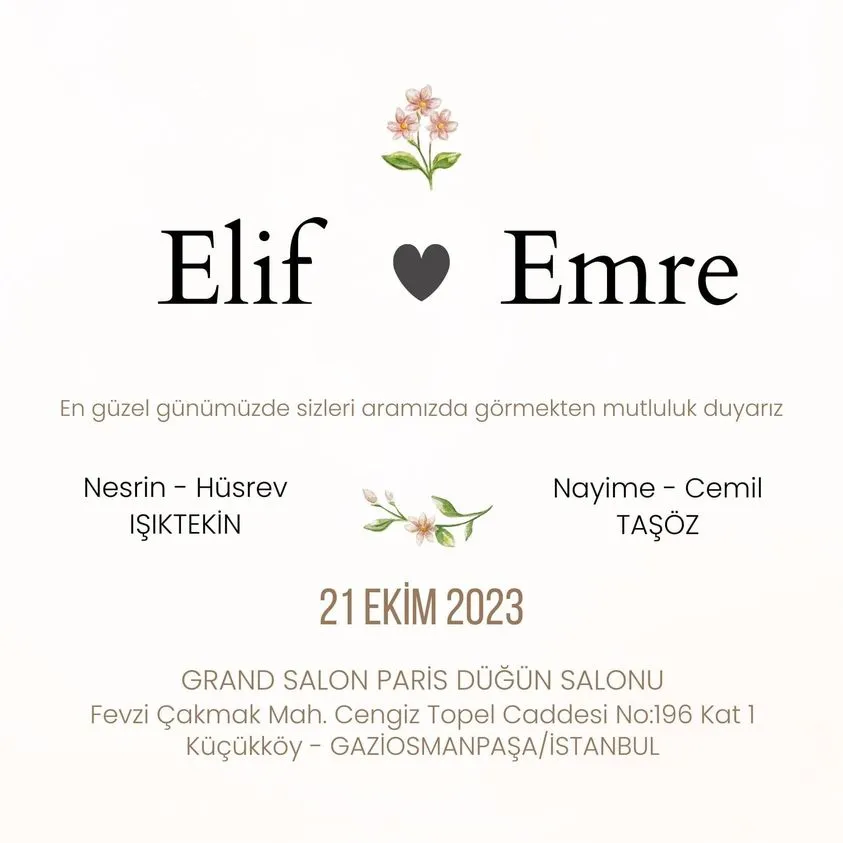 Elif Emre
En güzel günümüzde sizleri aramızda görmekten mutluluk duyarız
Nesrin - Hüsrev
IŞIKTEKİN
Nayime - Cemil
TAŞÖZ
21 EKİM 2023
GRAND SALON PARİS DÜĞÜN SALONU
Fevzi Çakmak Mah. Cengiz Topel Caddesi No:196 Kat 1
Küçükköy - GAZİOSMANPAŞA/İSTANBUL